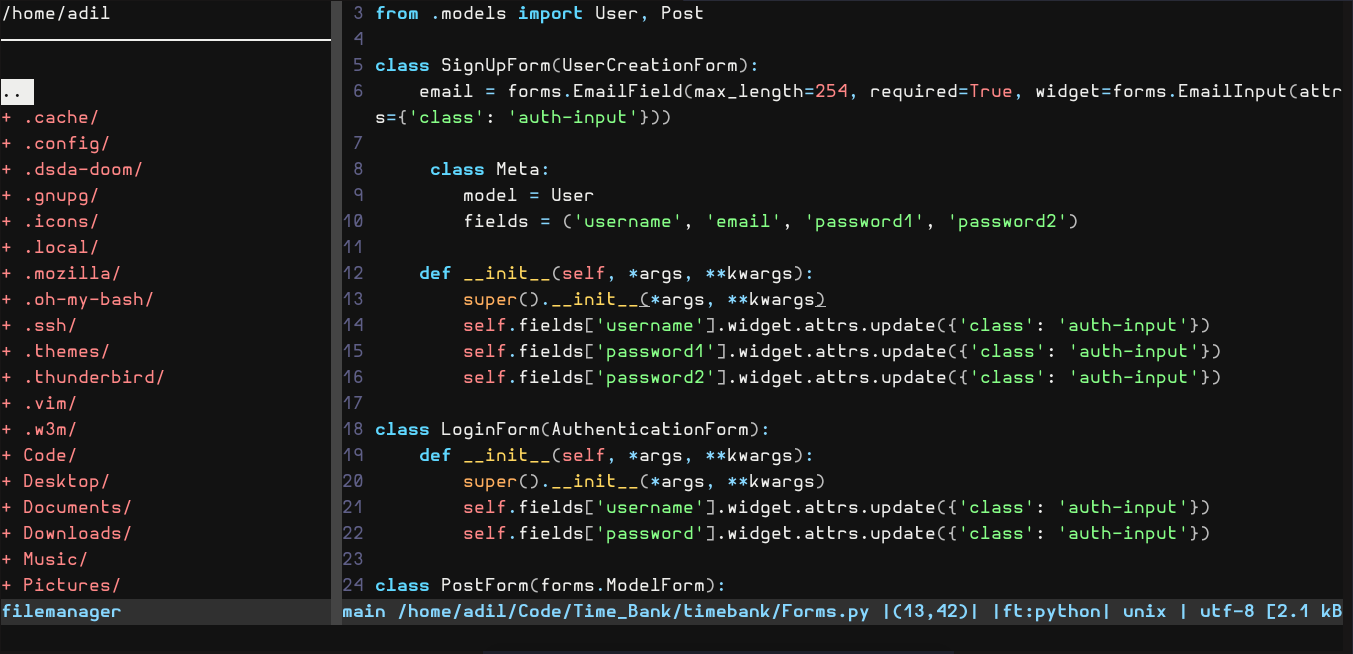 /home/adil
..
+ .cache/
+ .config/
+ .dsda-doom/
+ .gnupg/
+ .icons/
+ .local/
+ .mozilla/
+ .oh-my-bash/
+ .ssh/
+ .themes/
+ .thunderbird/
+ .vim/
+ .w3m/
+ Code/
+ Desktop/
+ Documents/
+ Downloads/
+ Music/
+ Pictures/
filemanager
3 from .models import User, Post
4
5 class SignUpForm(UserCreationForm):
6     email = forms.EmailField(max_length=254, required=True, widget=forms.EmailInput(attr
s={'class': 'auth-input'}))
7
8      class Meta:
9         model = User
10         fields = ('username', 'email', 'password1', 'password2')
11
12     def __init__(self, *args, **kwargs):
13         super().__init__(*args, **kwargs)
14         self.fields['username'].widget.attrs.update({'class': 'auth-input'})
15         self.fields['password1'].widget.attrs.update({'class': 'auth-input'})
16         self.fields['password2'].widget.attrs.update({'class': 'auth-input'})
17
18 class LoginForm(AuthenticationForm):
19     def __init__(self, *args, **kwargs):
20         super().__init__(*args, **kwargs)
21         self.fields['username'].widget.attrs.update({'class': 'auth-input'})
22         self.fields['password'].widget.attrs.update({'class': 'auth-input'})
23
24 class PostForm(forms.ModelForm):
main /home/adil/Code/Time_Bank/timebank/Forms.py |(13,42)| |ft:python| unix | utf-8 [2.1 kB